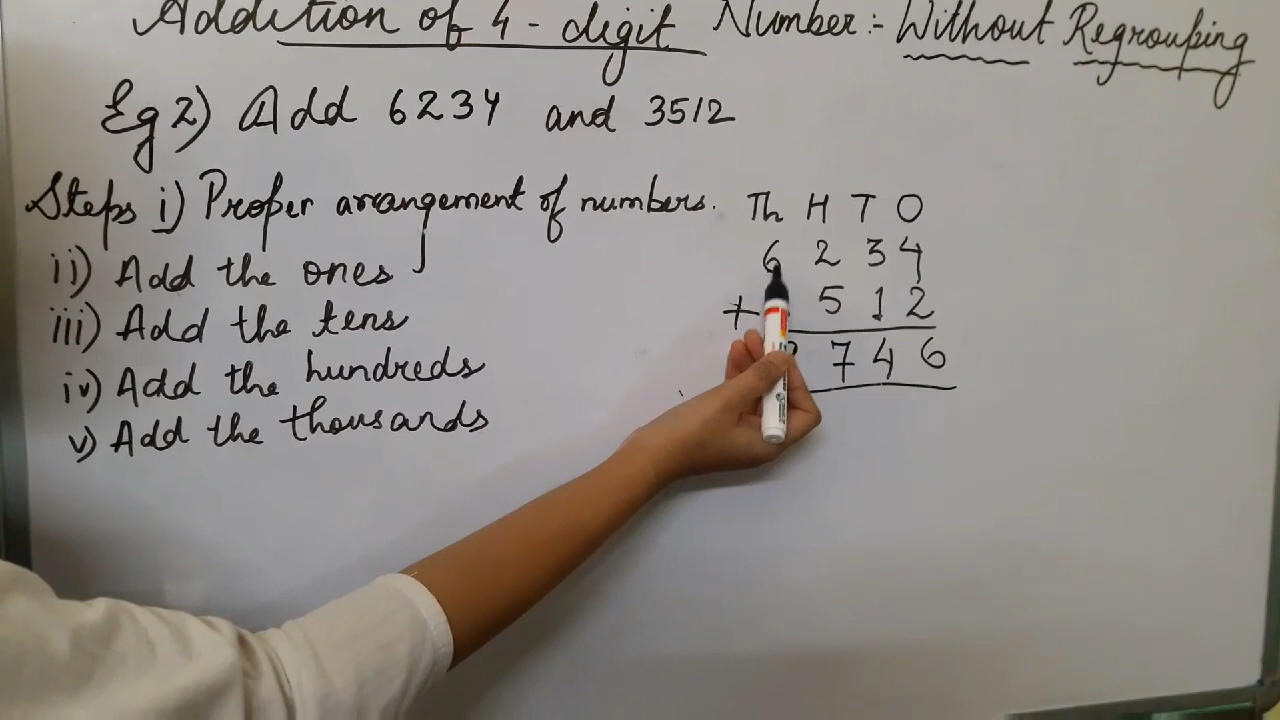 Addition of 4-digit Number:- Without Regrouping
Eg 2) Add 6234 and 3512
Steps i) Proper arrangement of numbers.
ii) Add the ones
iii) Add the tens
iv) Add the hundreds
v) Add the thousands
Th H T O
6 2 3 4
+ 5 1 2
7 4 6